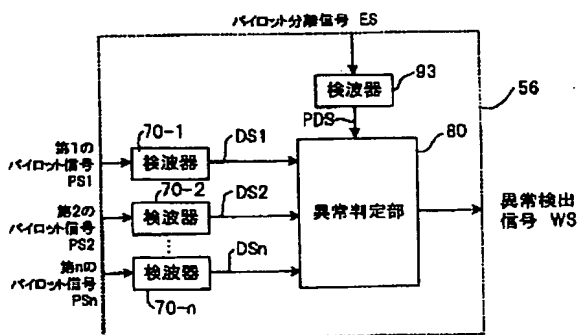 パイロット分離信号 ES
検波器
93
56
PDS
80
第1の
パイロット信号
PS1
70-1
検波器
DS1
第2の
パイロット信号
PS2
70-2
検波器
DS2
異常判定部
異常検出
信号 WS
第nの
パイロット信号
PSn
検波器
DSn
70-n